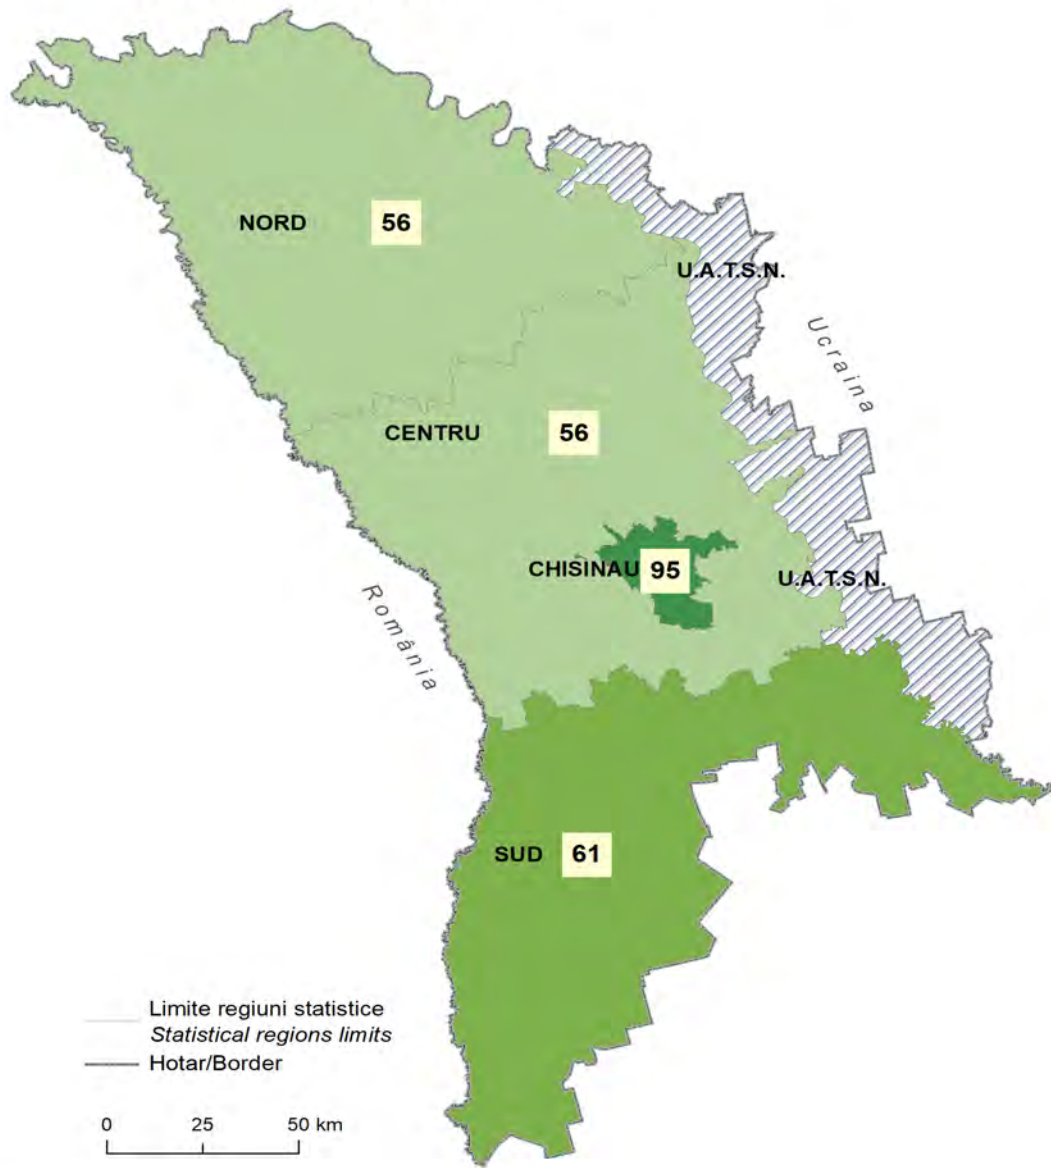 NORD 56
U.A.T.S.N.
Ucraina
CENTRU 56
CHISINAU 95
U.A.T.S.N.
România
SUD 61
Limite regiuni statistice
Statistical regions limits
Hotar/Border
0 25 50 km